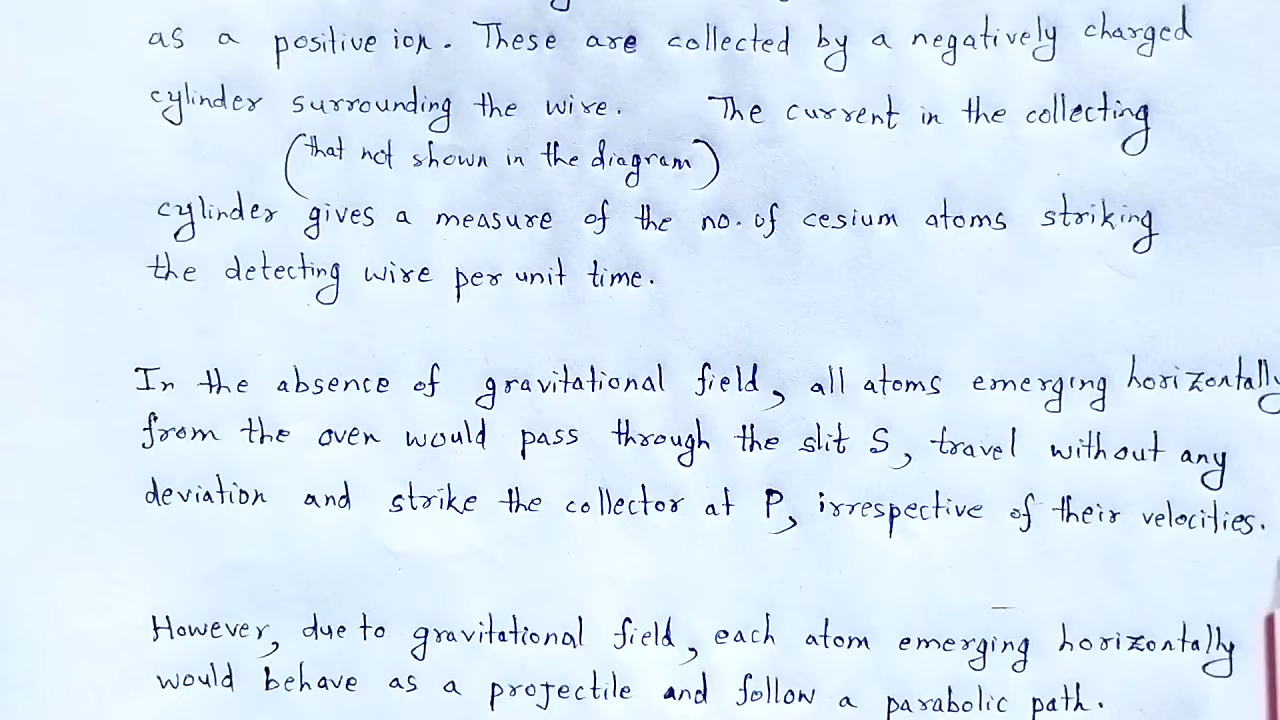 as a positive ion. These are collected by a negatively charged
cylinder surrounding the wire. The current in the collecting
(that not shown in the diagram)
cylinder gives a measure of the no. of cesium atoms striking
the detecting wire per unit time.
In the absence of gravitational field, all atoms emerging horizontally
from the oven would pass through the slit S, travel without any
deviation and strike the collector at P, irrespective of their velocities.
However, due to gravitational field, each atom emerging horizontally
would behave as a projectile and follow a parabolic path.